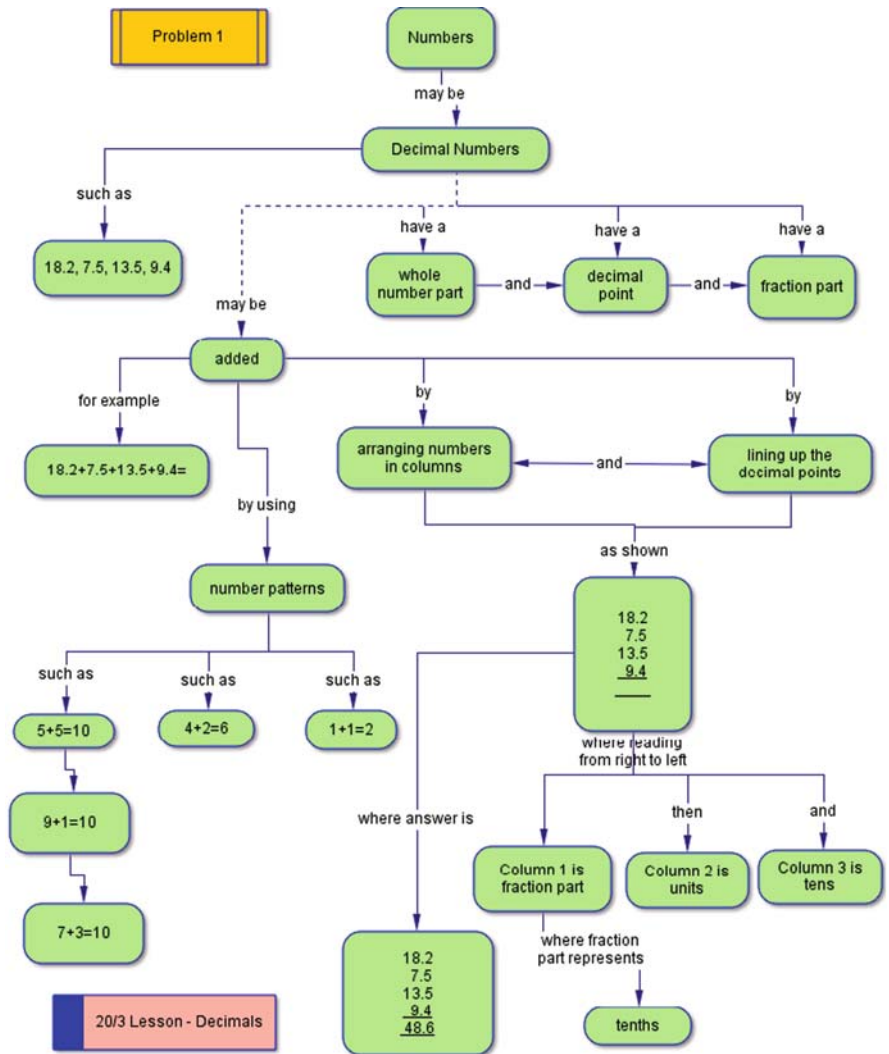 Problem 1
Numbers
may be
Decimal Numbers
such as
18.2, 7.5, 13.5, 9.4
have a
whole
number part
and
have a
decimal
point
and
have a
fraction part
may be
added
for example
18.2+7.5+13.5+9.4=
by using
number patterns
by
arranging numbers
in columns
and
by
lining up the
decimal points
as shown
18.2
7.5
13.5
9.4
such as
5+5=10
9+1=10
7+3=10
such as
4+2=6
such as
1+1=2
where reading
from right to left
where answer is
18.2
7.5
13.5
9.4
48.6
Column 1 is
fraction part
then
Column 2 is
units
and
Column 3 is
tens
where fraction
part represents
tenths
20/3 Lesson - Decimals